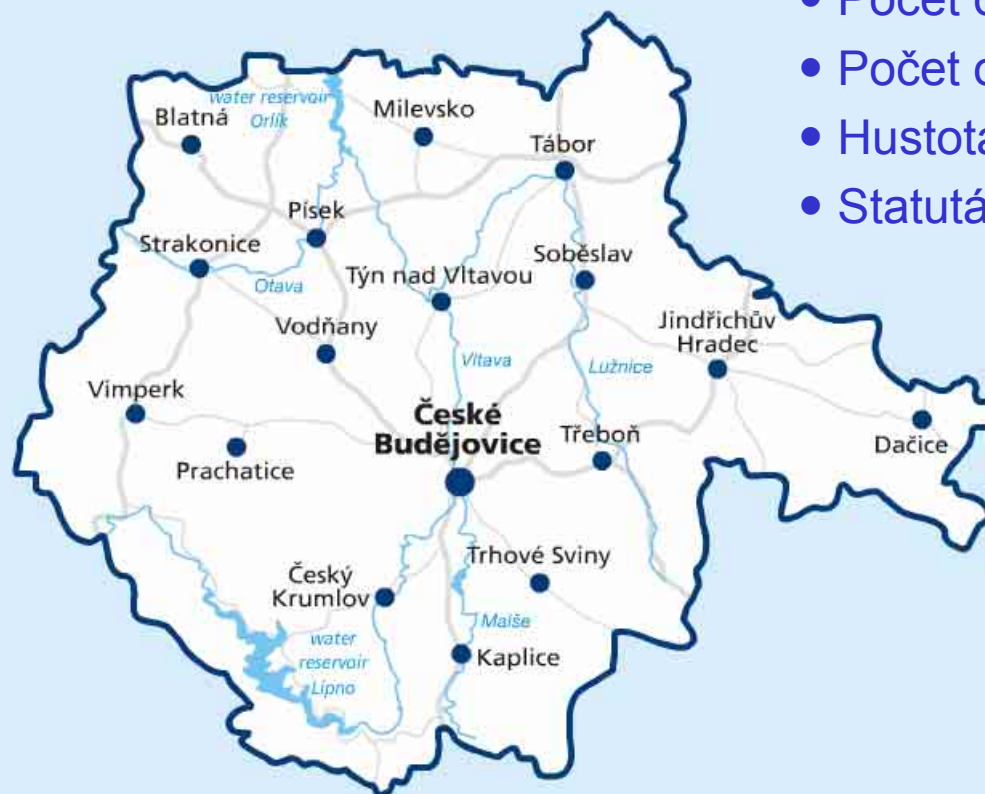 Počet
Počet
Statutá
water reservoir
Orlík
Blatná
Milevsko
Tábor
Písek
Strakonice
Otava
Týn nad Vltavou
Soběslav
Vodňany
Vltava
Lužnice
Jindřichův
Hradec
Vimperk
Prachatice
České
Budějovice
Třeboň
Dačice
Český
Krumlov
Trhové Sviny
Malše
Kaplice
water
reservoir
Lipno